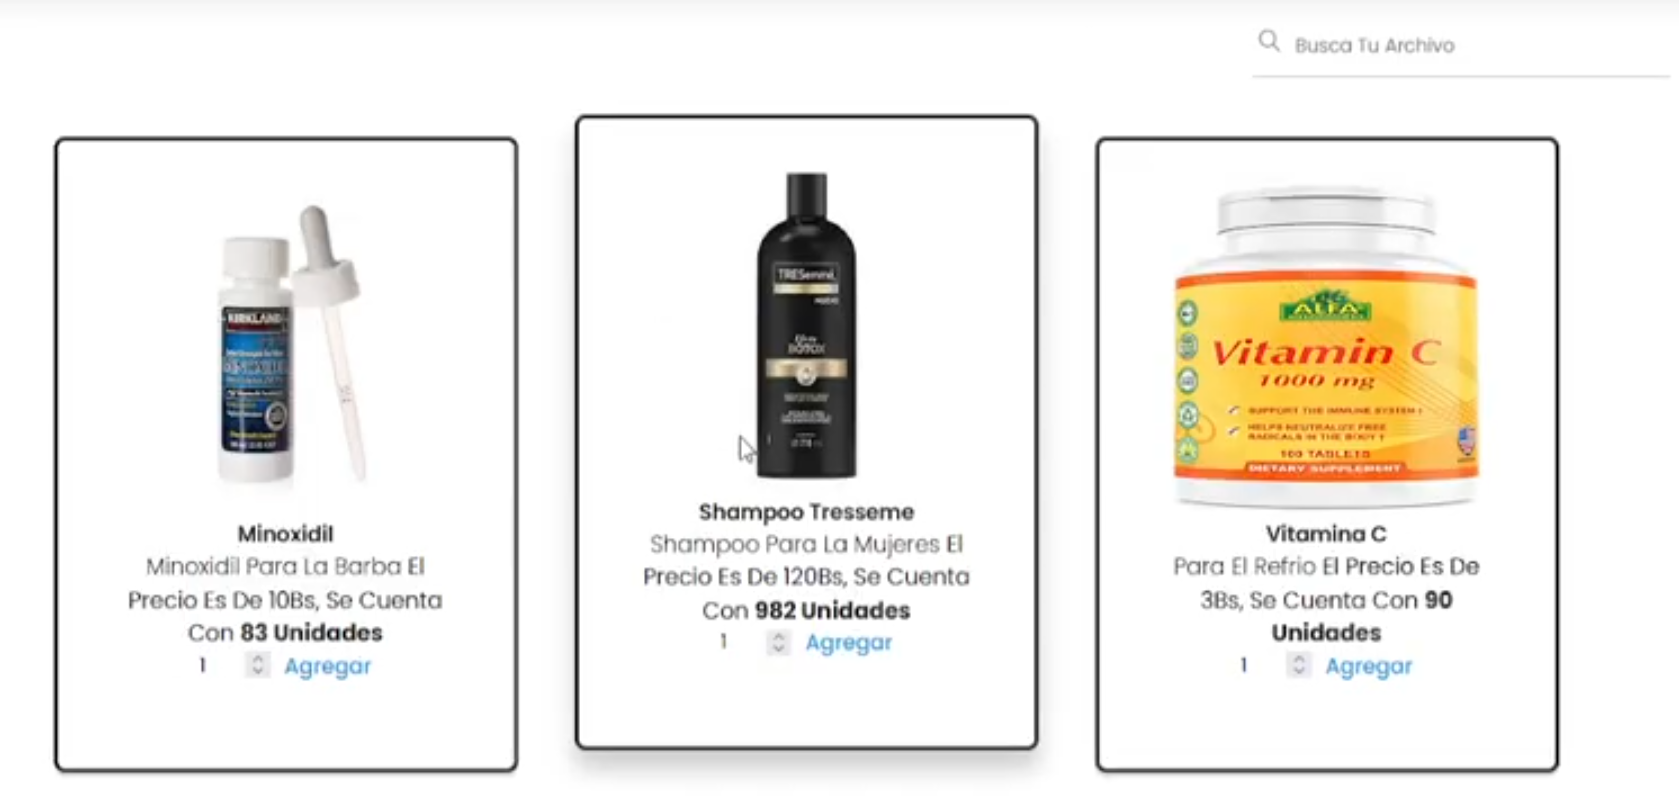 Busca Tu Archivo
KIRKLAND
Minoxidil
Minoxidil Para La Barba El
Precio Es De 10Bs, Se Cuenta
Con 83 Unidades
1 Agregar
TRESemmé
BOTOX
Shampoo Tresseme
Shampoo Para La Mujeres El
Precio Es De 120Bs, Se Cuenta
Con 982 Unidades
1 Agregar
ALFA
Vitamin C
1000 mg
SUPPORT THE IMMUNE SYSTEM
HELPS NEUTRALIZE FREE
RADICALS IN THE BODY
100 TABLETS
DIETARY SUPPLEMENT
Vitamina C
Para El Refrio El Precio Es De
3Bs, Se Cuenta Con 90
Unidades
1 Agregar